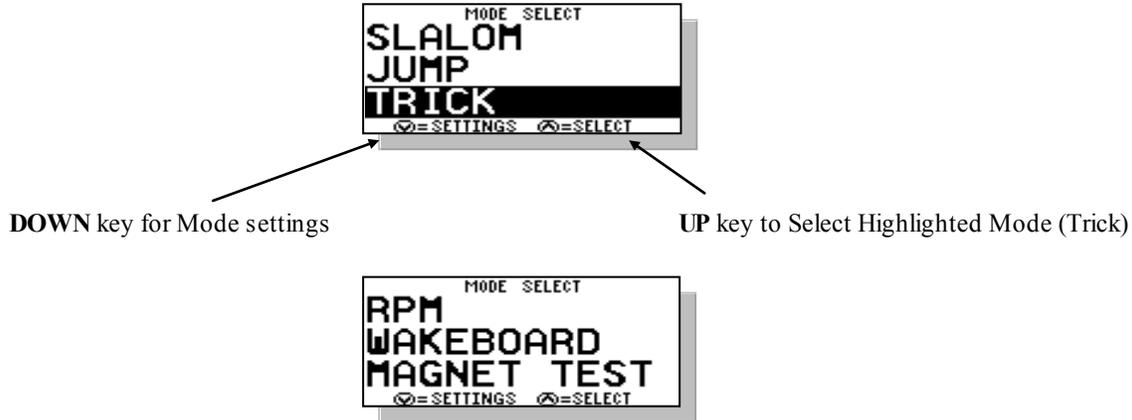 MODE SELECT
SLALOM
JUMP
TRICK
=SETTINGS =SELECT
DOWN key for Mode settings
UP key to Select Highlighted Mode (Trick)
MODE SELECT
RPM
WAKEBOARD
MAGNET TEST
=SETTINGS =SELECT